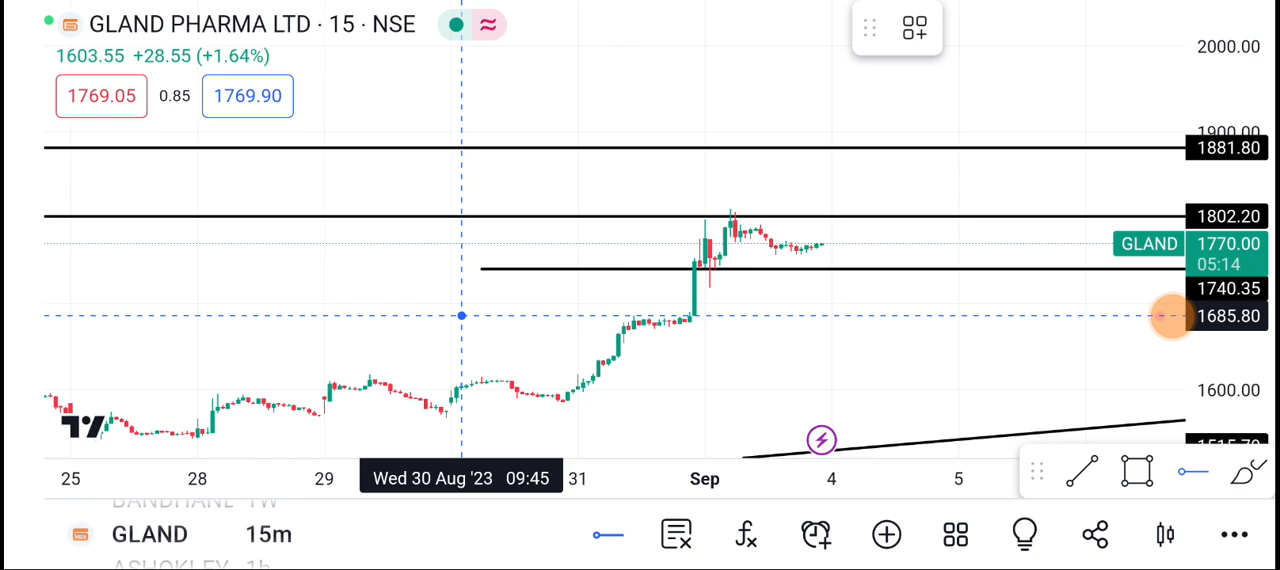 GLAND PHARMA LTD · 15 · NSE
1603.55 +28.55 (+1.64%)
1769.05 0.85 1769.90
2000.00
1900.00
1881.80
1802.20
GLAND 1770.00
05:14
1740.35
1685.80
1600.00
1515.70
25 28 29 Wed 30 Aug '23 09:45 31 Sep 4 5
BANDHANL 1W
GLAND 15m
ASHOKLEY 1h